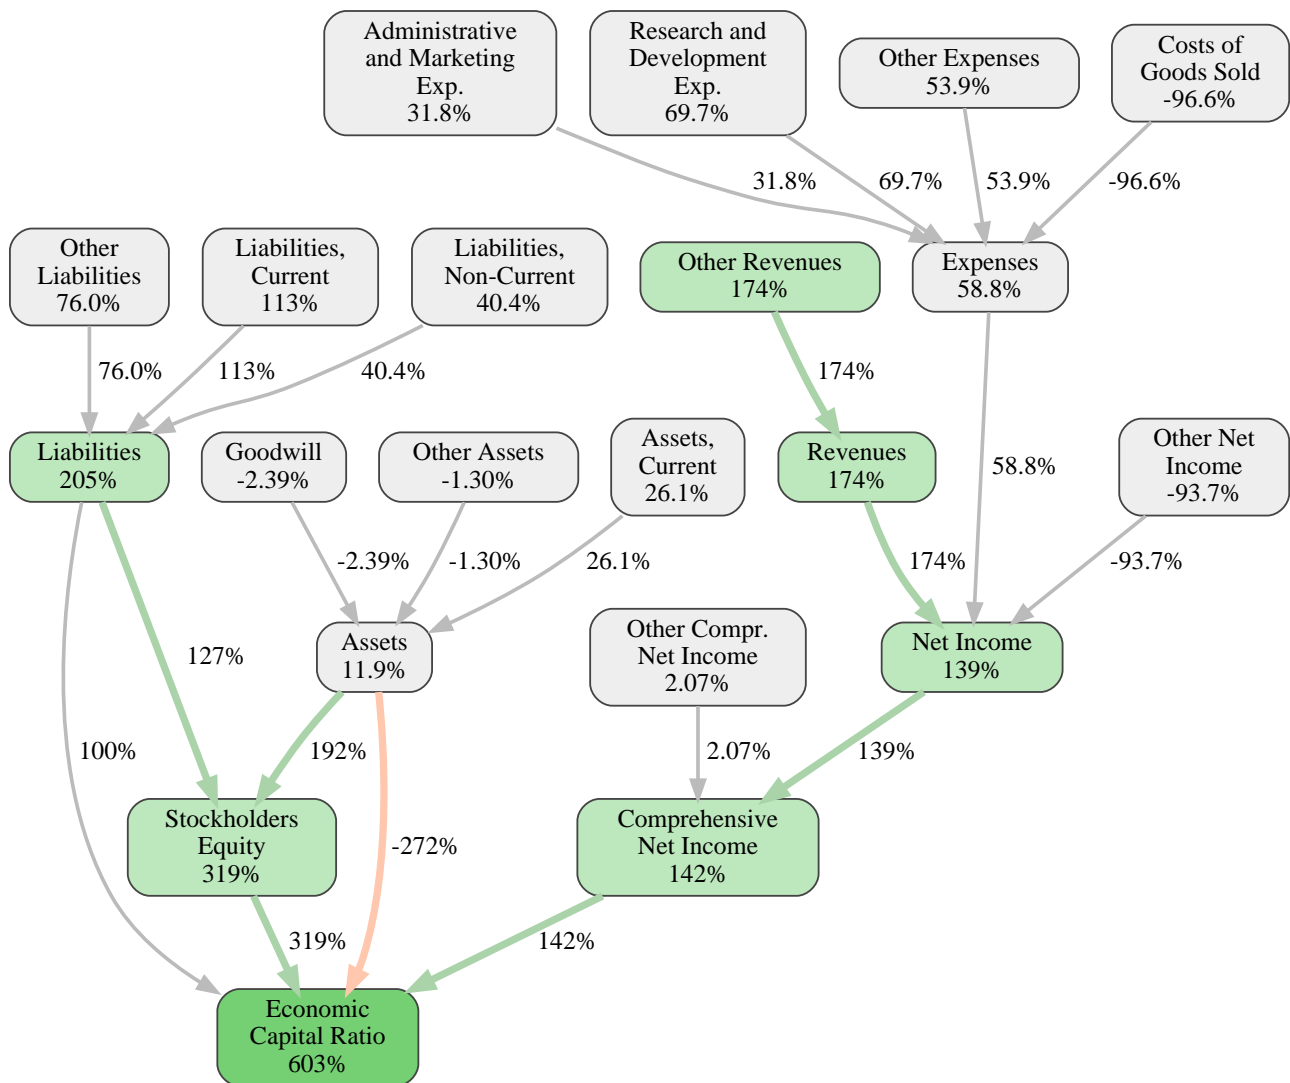 Administrative
and Marketing
Exp.
31.8%
Research and
Development
Exp.
69.7%
Other Expenses
53.9%
Costs of
Goods Sold
-96.6%
31.8%
69.7%
53.9%
-96.6%
Other
Liabilities
76.0%
Liabilities,
Current
113%
Liabilities,
Non-Current
40.4%
Other Revenues
174%
Expenses
58.8%
76.0%
113%
40.4%
174%
Liabilities
205%
Goodwill
-2.39%
Other Assets
-1.30%
Assets,
Current
26.1%
Revenues
174%
58.8%
Other Net
Income
-93.7%
-2.39%
-1.30%
26.1%
174%
-93.7%
127%
Assets
11.9%
Other Compr.
Net Income
2.07%
Net Income
139%
100%
192%
2.07%
139%
Stockholders
Equity
319%
-272%
Comprehensive
Net Income
142%
319%
142%
Economic
Capital Ratio
603%